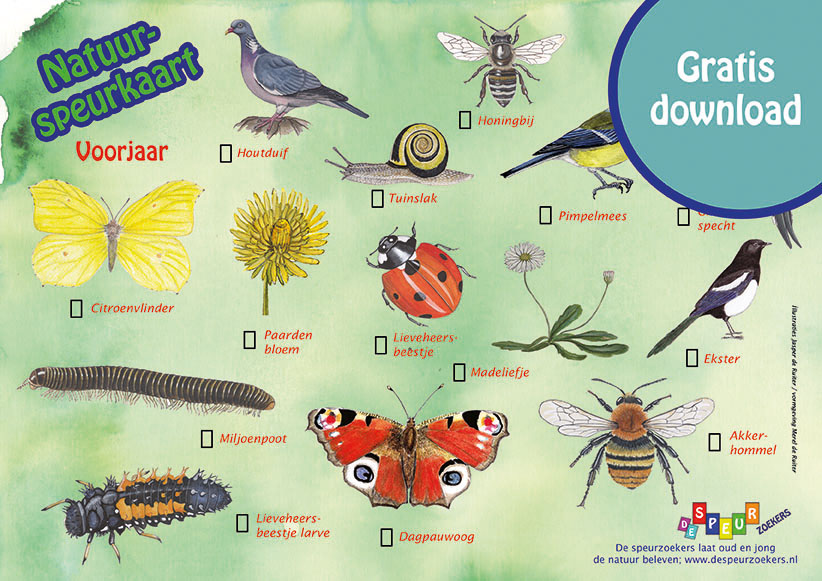 Natuur-
speurkaart
Voorjaar
Gratis
download
Houtduif
Honingbij
Tuinslak
Pimpelmees
specht
Citroenvlinder
Paarden
bloem
Lieveheers-
beestje
Madeliefje
Ekster
Miljoenpoot
Akker-
hommel
Lieveheers-
beestje larve
Dagpauwoog
illustraties Jasper de Ruiter / vormgeving Merel de Ruiter
DE SPEUR ZOEKERS
De speurzoekers laat oud en jong
de natuur beleven; www.despeurzoekers.nl